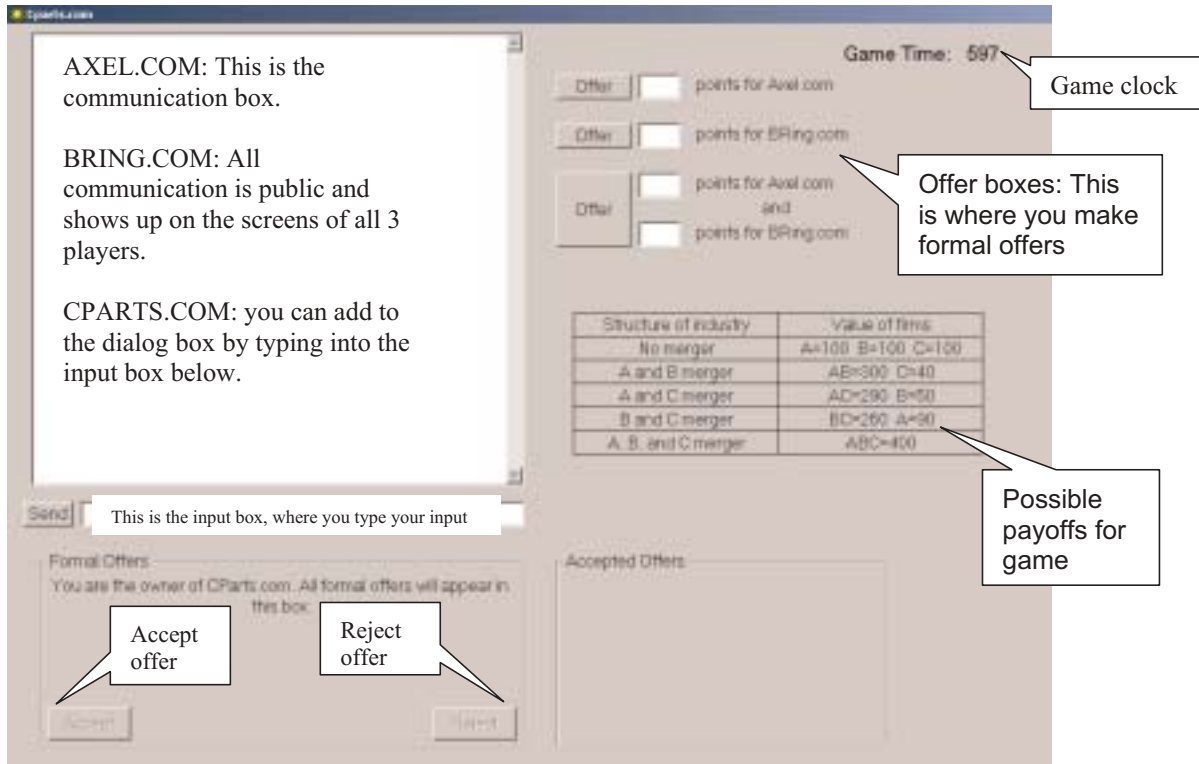 Cparts.com
AXEL.COM: This is the
communication box.
BRING.COM: All
communication is public and
shows up on the screens of all 3
players.
CPARTS.COM: you can add to
the dialog box by typing into the
input box below.
Send
This is the input box, where you type your input
Game Time: 597
Game clock
Offer points for Axel.com
Offer points for BRing.com
Offer
points for Axel.com
and
points for BRing.com
Offer boxes: This
is where you make
formal offers
Structure of industry Value of firms
No merger A=100 B=100 C=100
A and B merger AB=300 C=40
A and C merger AC=290 B=50
B and C merger BC=260 A=90
A, B, and C merger ABC=400
Possible
payoffs for
game
Formal Offers
You are the owner of CParts.com. All formal offers will appear in
this box.
Accept
offer
Reject
offer
Accept
Reject
Accepted Offers